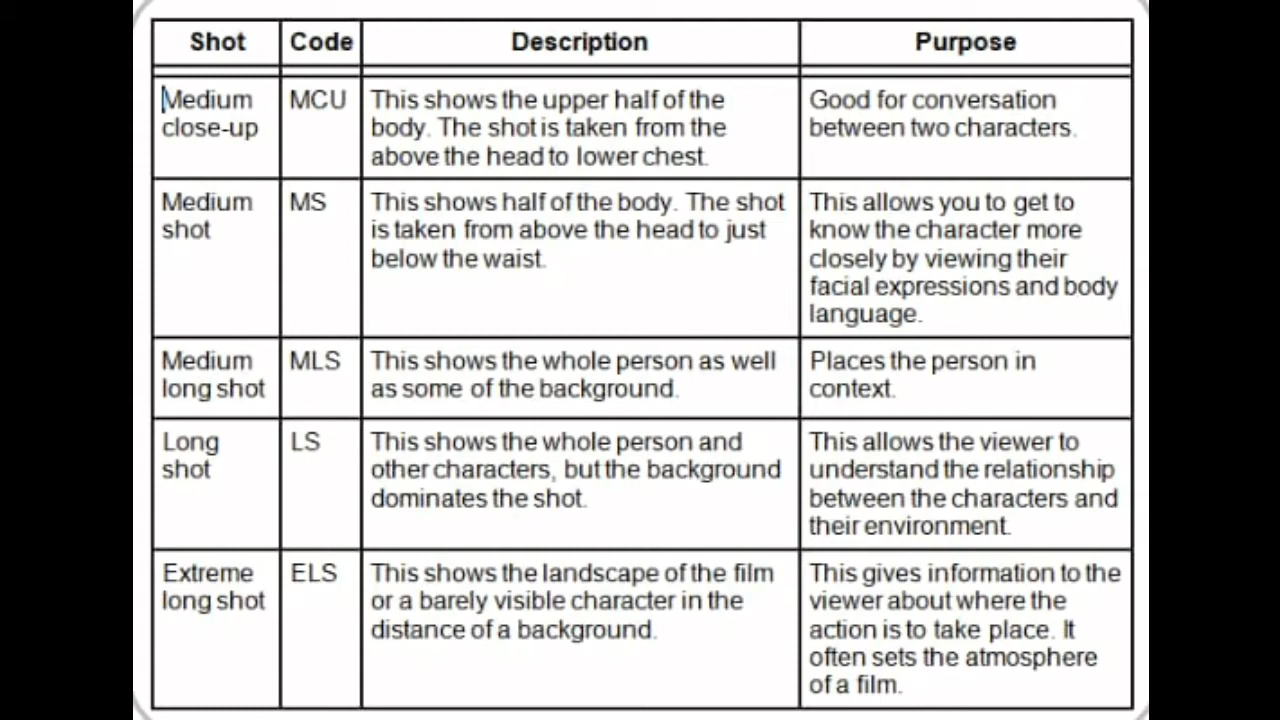 Shot Code Description Purpose
Medium MCU This shows the upper half of the Good for conversation
close-up body. The shot is taken from the between two characters.
above the head to lower chest.
Medium MS This shows half of the body. The shot This allows you to get to
shot is taken from above the head to just know the character more
below the waist. closely by viewing their
facial expressions and body
language.
Medium MLS This shows the whole person as well Places the person in
long shot as some of the background. context.
Long LS This shows the whole person and This allows the viewer to
shot other characters, but the background understand the relationship
dominates the shot. between the characters and
their environment.
Extreme ELS This shows the landscape of the film This gives information to the
long shot or a barely visible character in the viewer about where the
distance of a background. action is to take place. It
often sets the atmosphere
of a film.